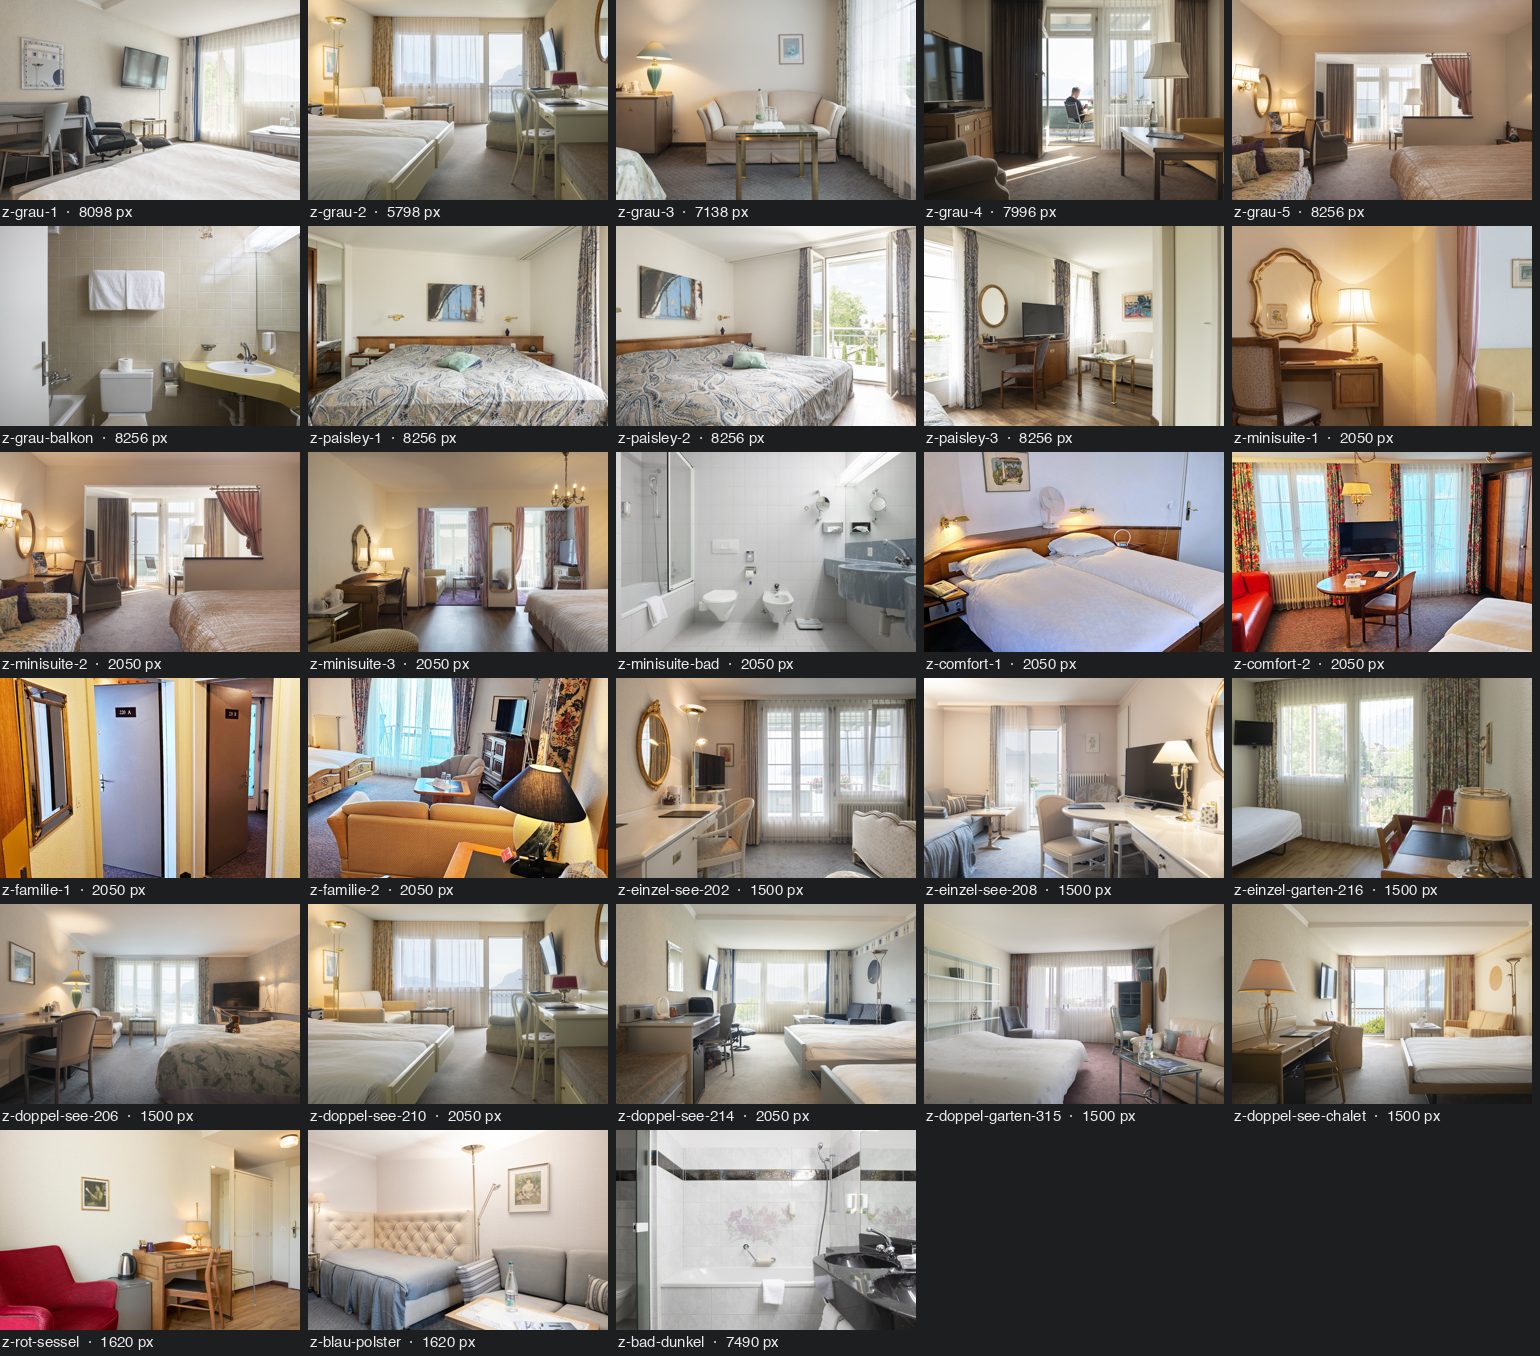 z-grau-1 · 8098 px
z-grau-2 · 5798 px
z-grau-3 · 7138 px
z-grau-4 · 7996 px
z-grau-5 · 8256 px
z-grau-balkon · 8256 px
z-paisley-1 · 8256 px
z-paisley-2 · 8256 px
z-paisley-3 · 8256 px
z-minisuite-1 · 2050 px
z-minisuite-2 · 2050 px
z-minisuite-3 · 2050 px
z-minisuite-bad · 2050 px
z-comfort-1 · 2050 px
z-comfort-2 · 2050 px
z-familie-1 · 2050 px
z-familie-2 · 2050 px
z-einzel-see-202 · 1500 px
z-einzel-see-208 · 1500 px
z-einzel-garten-216 · 1500 px
z-doppel-see-206 · 1500 px
z-doppel-see-210 · 2050 px
z-doppel-see-214 · 2050 px
z-doppel-garten-315 · 1500 px
z-doppel-see-chalet · 1500 px
z-rot-sessel · 1620 px
z-blau-polster · 1620 px
z-bad-dunkel · 7490 px